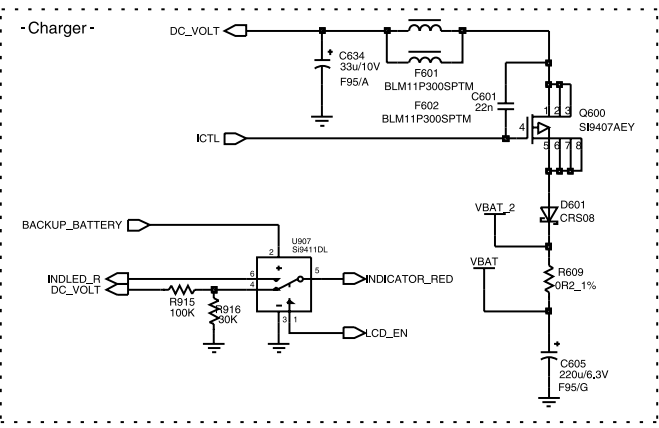 - Charger -
DC_VOLT
C634
33u/10V
F95/A
F601
BLM11P300SPTM
F602
BLM11P300SPTM
C601
22n
1 2 3
Q600
SI9407AEY
4
5 6 7 8
ICTL
D601
CRS08
VBAT_2
VBAT
R609
0R2_1%
C605
220u/6,3V
F95/G
BACKUP_BATTERY
U907
Si9411DL
2
INDLED_R
6
5
INDICATOR_RED
DC_VOLT
4
R915
100K
R916
30K
3 1
LCD_EN